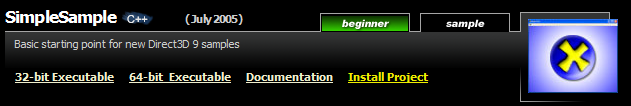 SimpleSample C++ (July 2005) beginner sample
Basic starting point for new Direct3D 9 samples
32-bit Executable 64-bit Executable Documentation Install Project